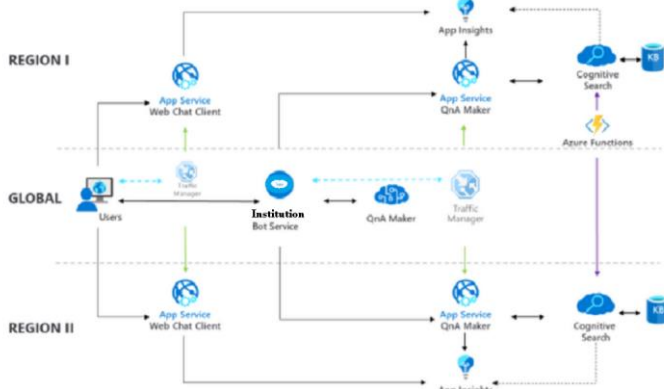 App Insights
REGION I
KB
Cognitive
Search
App Service
Web Chat Client
App Service
QnA Maker
Azure Functions
GLOBAL
Traffic
Manager
Users
Institution
Bot Service
QnA Maker
Traffic
Manager
REGION II
App Service
Web Chat Client
App Service
QnA Maker
Cognitive
Search
KB
App Insights